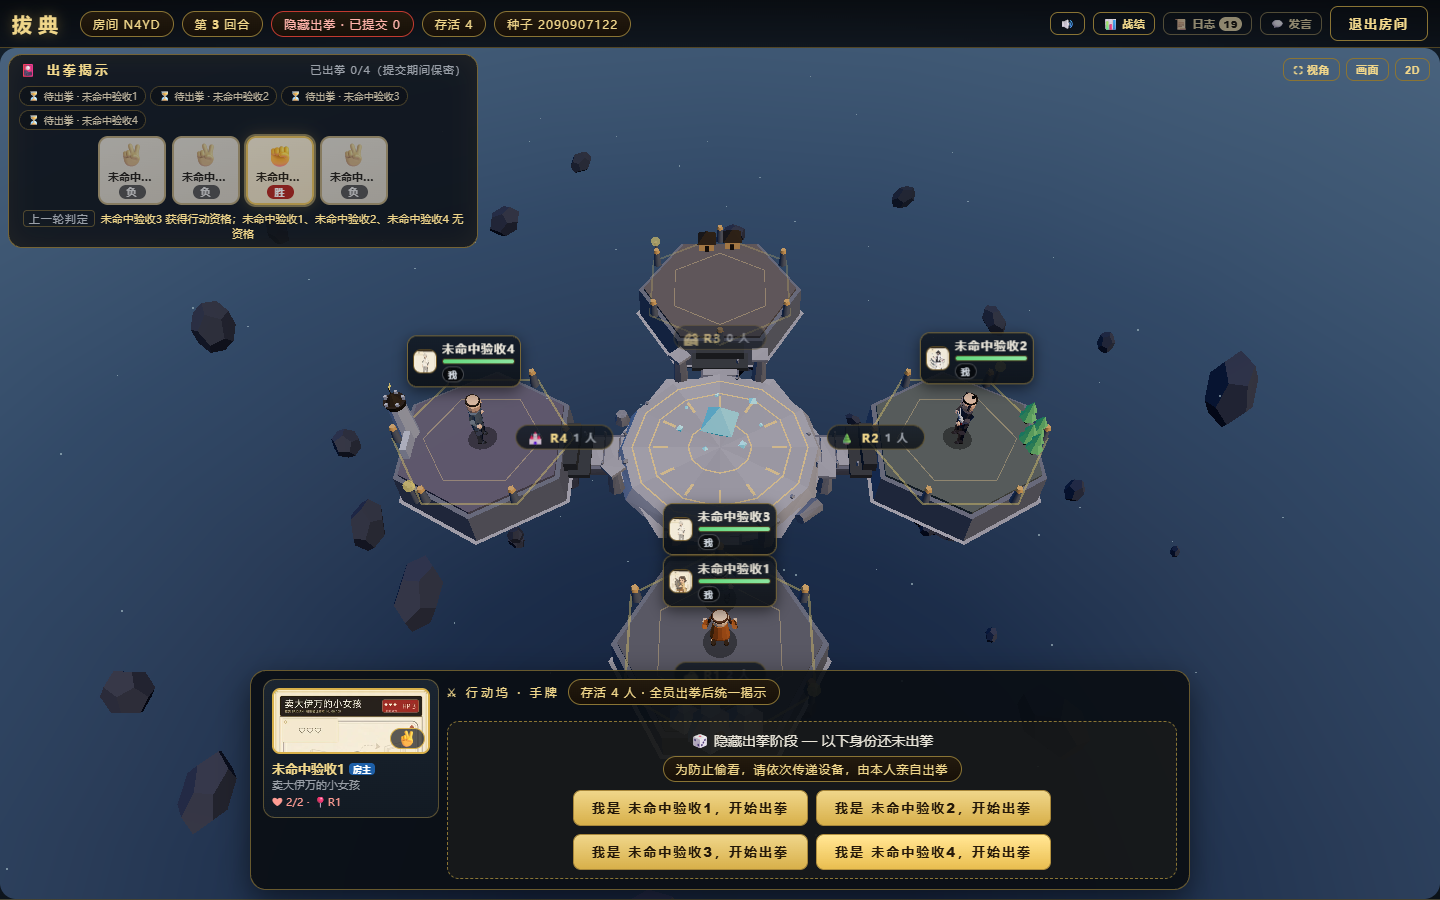 拔典
房间 N4YD
第 3 回合
隐藏出拳 · 已提交 0
存活 4
种子 2090907122
战绩
日志 19
发言
退出房间
出拳揭示
已出拳 0/4（提交期间保密）
待出拳 · 未命中验收1
待出拳 · 未命中验收2
待出拳 · 未命中验收3
待出拳 · 未命中验收4
未命中…
负
未命中…
负
未命中…
胜
未命中…
负
上一轮判定
未命中验收3 获得行动资格；未命中验收1、未命中验收2、未命中验收4 无
资格
视角
画面
2D
R3 0 人
未命中验收4
我
未命中验收2
我
R4 1 人
R2 1 人
未命中验收3
我
未命中验收1
我
卖大伊万的小女孩
未命中验收1 房主
卖大伊万的小女孩
2/2 · R1
行动坞 · 手牌
存活 4 人 · 全员出拳后统一揭示
隐藏出拳阶段 — 以下身份还未出拳
为防止偷看，请依次传递设备，由本人亲自出拳
我是 未命中验收1，开始出拳
我是 未命中验收2，开始出拳
我是 未命中验收3，开始出拳
我是 未命中验收4，开始出拳